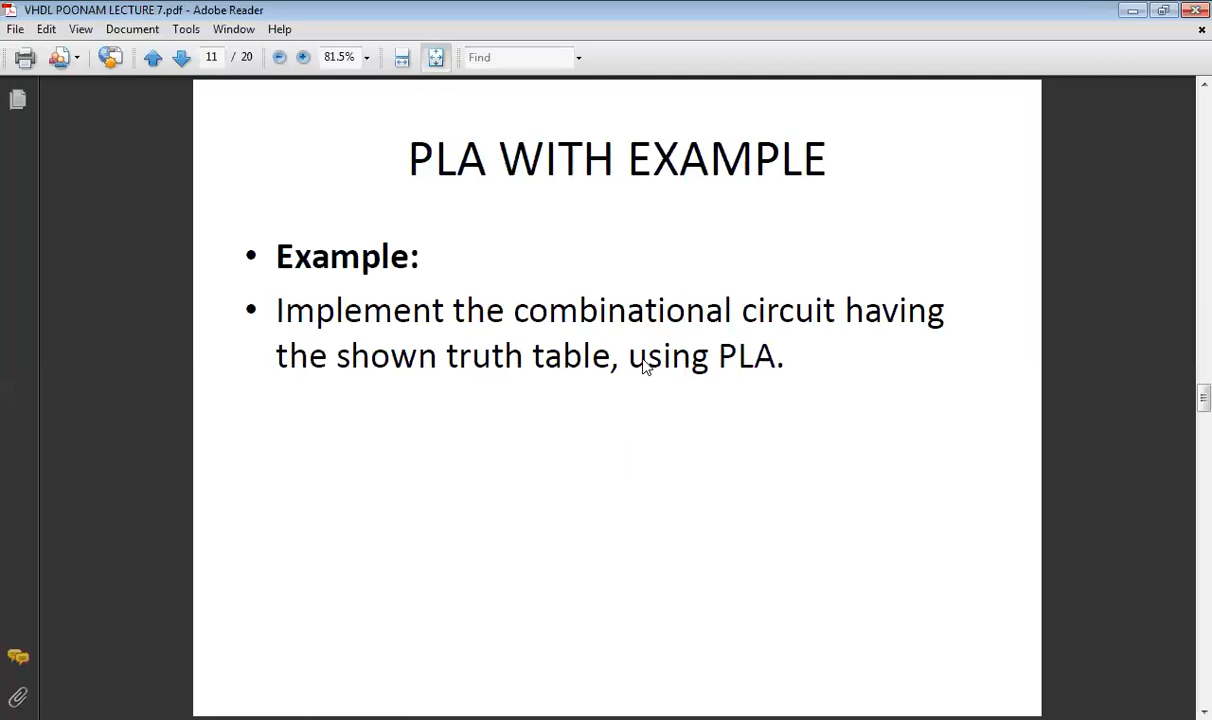 VHDL POONAM LECTURE 7.pdf - Adobe Reader
File Edit View Document Tools Window Help
11 / 20 81.5% Find
PLA WITH EXAMPLE
• Example:
• Implement the combinational circuit having
the shown truth table, using PLA.